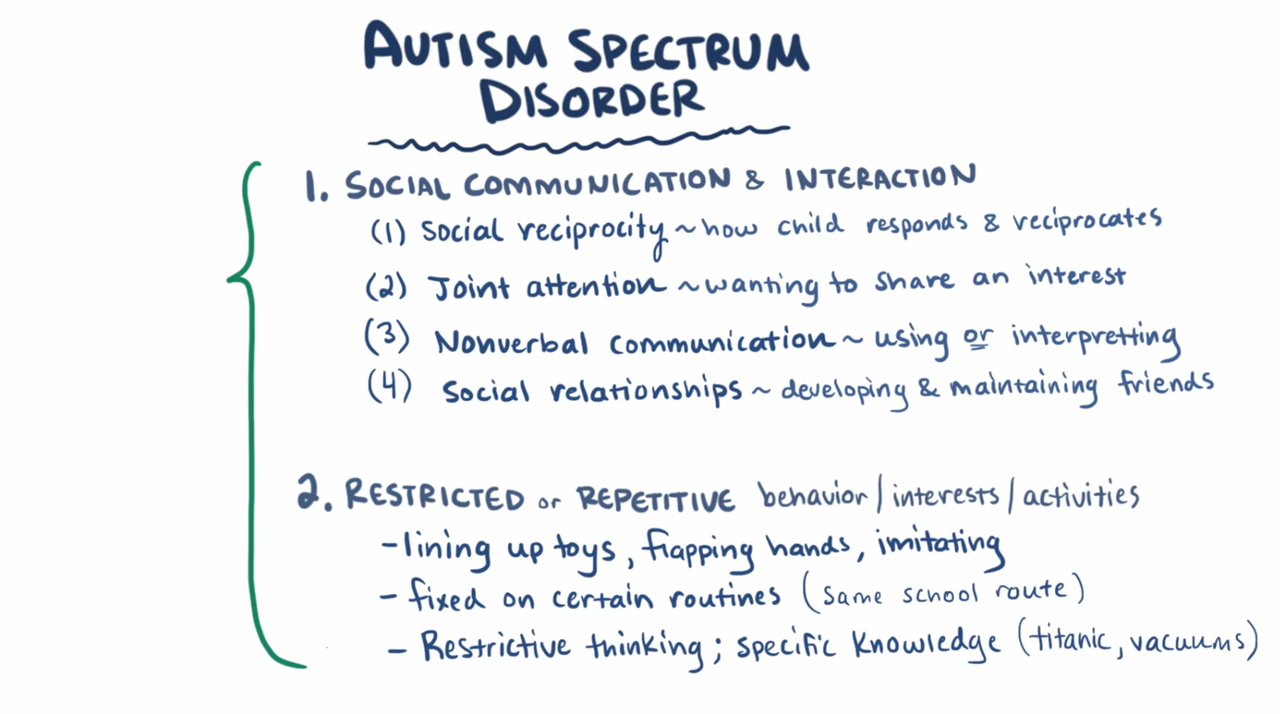 AUTISM SPECTRUM
DISORDER
1. SOCIAL COMMUNICATION & INTERACTION
(1) Social reciprocity ~ how child responds & reciprocates
(2) Joint attention ~ wanting to share an interest
(3) Nonverbal communication ~ using or interpretting
(4) Social relationships ~ developing & maintaining friends
2. RESTRICTED or REPETITIVE behavior/interests/activities
- lining up toys, flapping hands, imitating
- fixed on certain routines (same school route)
- Restrictive thinking; specific knowledge (titanic, vacuums)